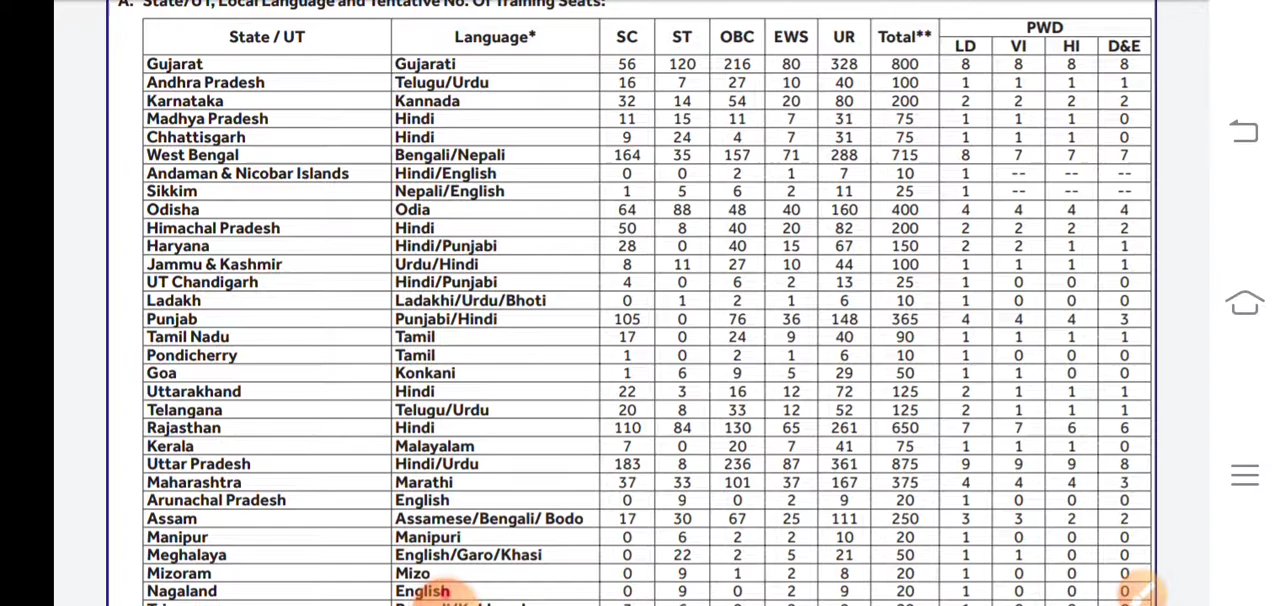 A. State/UT, Local Language and Tentative No. Of Training Seats:
State / UT Language* SC ST OBC EWS UR Total** PWD
LD VI HI D&E
Gujarat Gujarati 56 120 216 80 328 800 8 8 8 8
Andhra Pradesh Telugu/Urdu 16 7 27 10 40 100 1 1 1 1
Karnataka Kannada 32 14 54 20 80 200 2 2 2 2
Madhya Pradesh Hindi 11 15 11 7 31 75 1 1 1 0
Chhattisgarh Hindi 9 24 4 7 31 75 1 1 1 0
West Bengal Bengali/Nepali 164 35 157 71 288 715 8 7 7 7
Andaman & Nicobar Islands Hindi/English 0 0 2 1 7 10 1 -- -- --
Sikkim Nepali/English 1 5 6 2 11 25 1 -- -- --
Odisha Odia 64 88 48 40 160 400 4 4 4 4
Himachal Pradesh Hindi 50 8 40 20 82 200 2 2 2 2
Haryana Hindi/Punjabi 28 0 40 15 67 150 2 2 1 1
Jammu & Kashmir Urdu/Hindi 8 11 27 10 44 100 1 1 1 1
UT Chandigarh Hindi/Punjabi 4 0 6 2 13 25 1 0 0 0
Ladakh Ladakhi/Urdu/Bhoti 0 1 2 1 6 10 1 0 0 0
Punjab Punjabi/Hindi 105 0 76 36 148 365 4 4 4 3
Tamil Nadu Tamil 17 0 24 9 40 90 1 1 1 1
Pondicherry Tamil 1 0 2 1 6 10 1 0 0 0
Goa Konkani 1 6 9 5 29 50 1 1 0 0
Uttarakhand Hindi 22 3 16 12 72 125 2 1 1 1
Telangana Telugu/Urdu 20 8 33 12 52 125 2 1 1 1
Rajasthan Hindi 110 84 130 65 261 650 7 7 6 6
Kerala Malayalam 7 0 20 7 41 75 1 1 1 0
Uttar Pradesh Hindi/Urdu 183 8 236 87 361 875 9 9 9 8
Maharashtra Marathi 37 33 101 37 167 375 4 4 4 3
Arunachal Pradesh English 0 9 0 2 9 20 1 0 0 0
Assam Assamese/Bengali/ Bodo 17 30 67 25 111 250 3 3 2 2
Manipur Manipuri 0 6 2 2 10 20 1 0 0 0
Meghalaya English/Garo/Khasi 0 22 2 5 21 50 1 1 0 0
Mizoram Mizo 0 9 1 2 8 20 1 0 0 0
Nagaland English 0 9 0 2 9 20 1 0 0 0